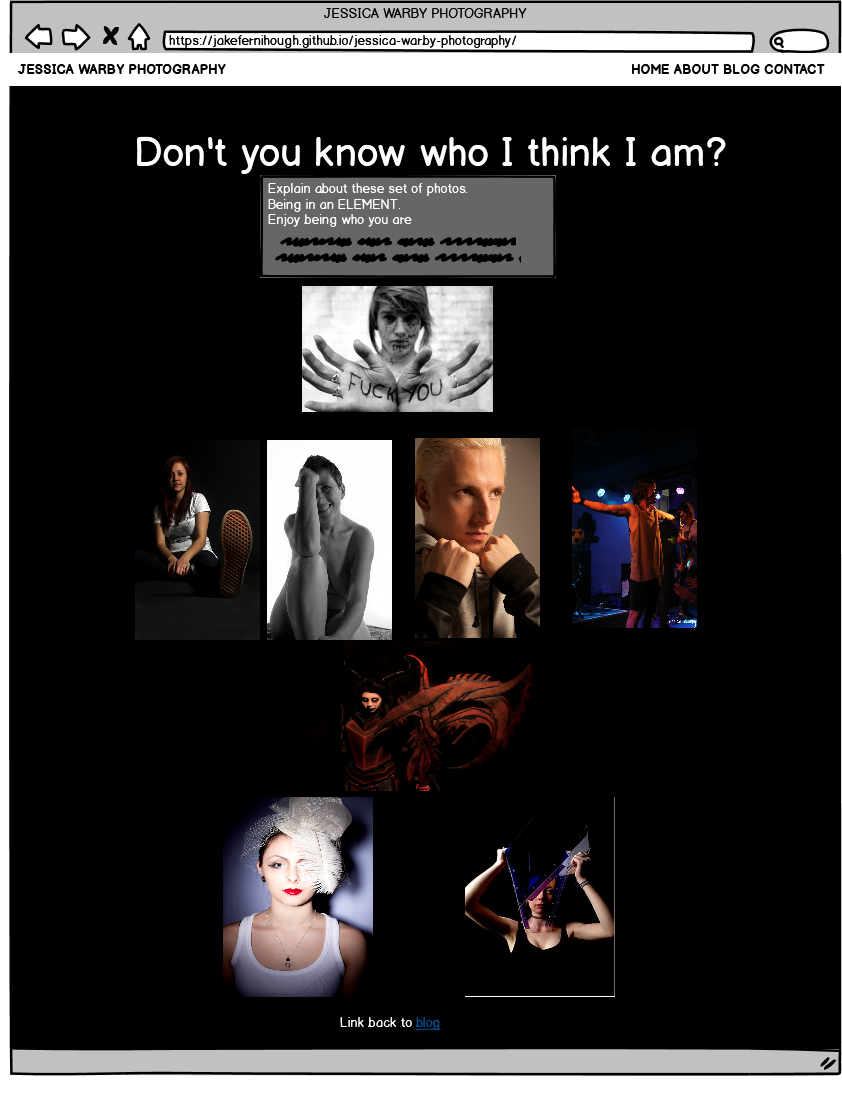 JESSICA WARBY PHOTOGRAPHY
https://jakefernihough.github.io/jessica-warby-photography/
JESSICA WARBY PHOTOGRAPHY
HOME ABOUT BLOG CONTACT
Don't you know who I think I am?
Explain about these set of photos.
Being in an ELEMENT.
Enjoy being who you are
FUCK YOU
Link back to blog